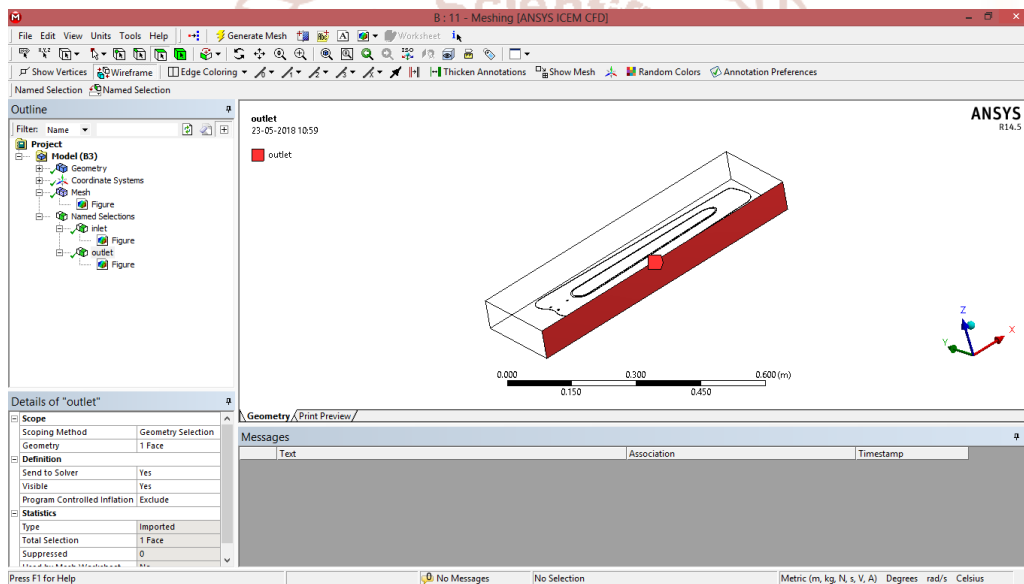 B : 11 - Meshing [ANSYS ICEM CFD]
File Edit View Units Tools Help Generate Mesh A Worksheet i
Show Vertices Wireframe Edge Coloring Thicken Annotations Show Mesh Random Colors Annotation Preferences
Named Selection Named Selection
Outline
Filter: Name
Project
Model (B3)
Geometry
Coordinate Systems
Mesh
Figure
Named Selections
inlet
Figure
outlet
Figure
outlet
23-05-2018 10:59
outlet
ANSYS
R14.5
Z
X
Y
0.000 0.300 0.600 (m)
0.150 0.450
Geometry Print Preview
Details of "outlet"
Scope
Scoping Method Geometry Selection
Geometry 1 Face
Definition
Send to Solver Yes
Visible Yes
Program Controlled Inflation Exclude
Statistics
Type Imported
Total Selection 1 Face
Suppressed 0
Messages
Text Association Timestamp
Press F1 for Help No Messages No Selection Metric (m, kg, N, s, V, A) Degrees rad/s Celsius